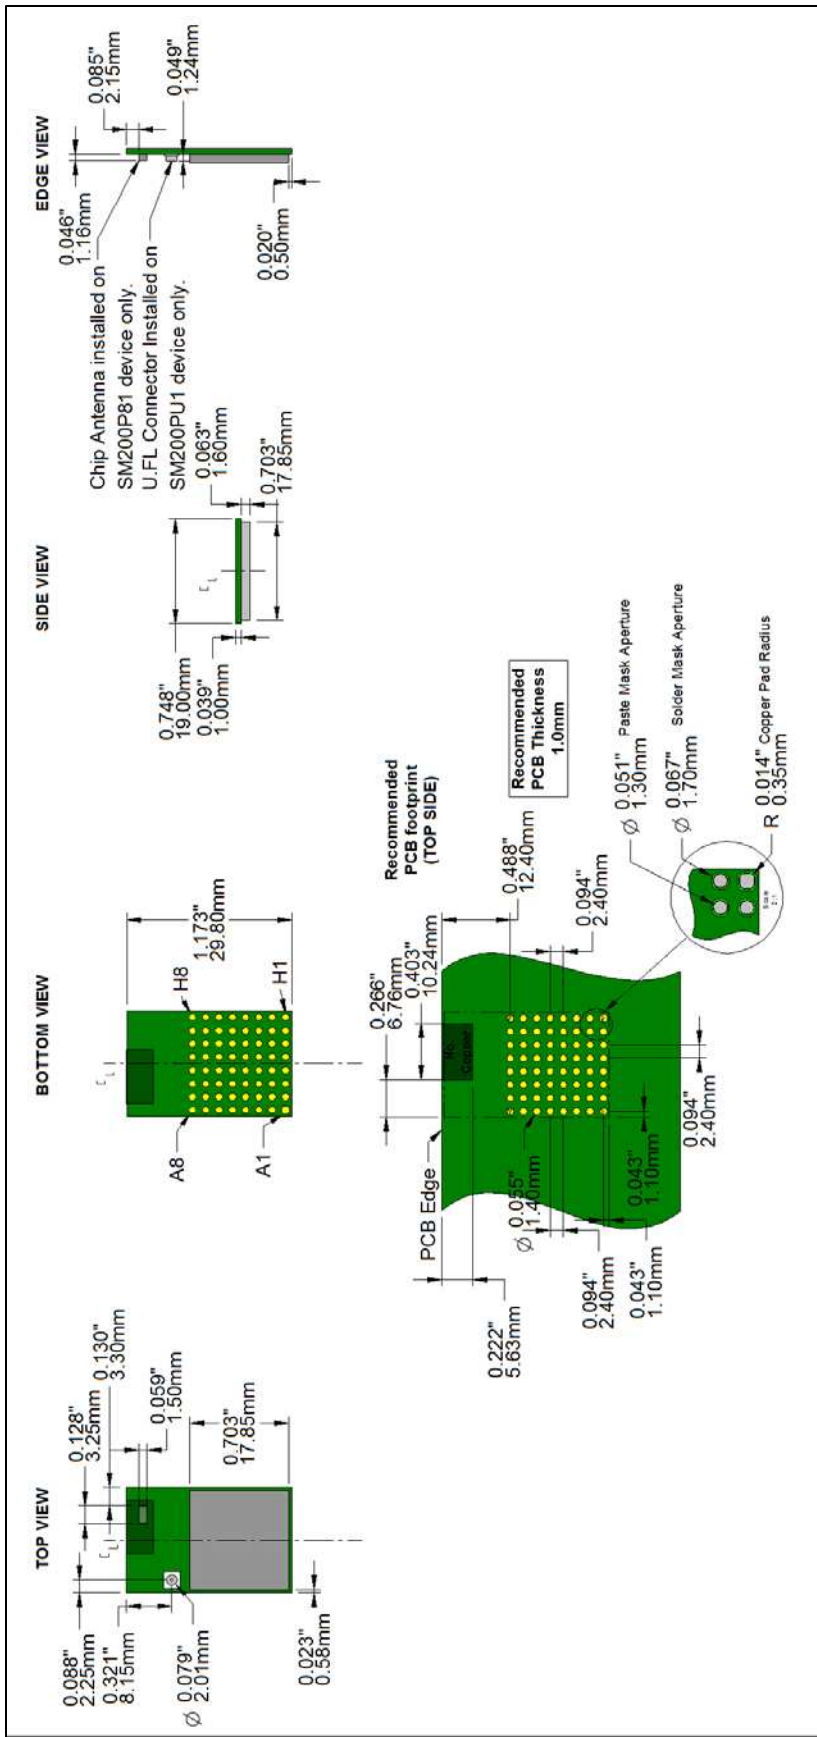 TOP VIEW
0.088"
2.25mm
0.321"
8.15mm
Ø 0.079"
2.01mm
0.023"
0.58mm
0.128"
3.25mm
0.130"
3.30mm
0.059"
1.50mm
0.703"
17.85mm
CL
BOTTOM VIEW
CL
A8
A1
H8
H1
1.173"
29.80mm
SIDE VIEW
0.748"
19.00mm
0.039"
1.00mm
CL
0.063"
1.60mm
0.703"
17.85mm
EDGE VIEW
0.046"
1.16mm
0.085"
2.15mm
0.049"
1.24mm
0.020"
0.50mm
Chip Antenna installed on
SM200P81 device only.
U.FL Connector Installed on
SM200PU1 device only.
Recommended
PCB footprint
(TOP SIDE)
PCB Edge
No
Copper
0.266"
6.76mm
0.403"
10.24mm
0.488"
12.40mm
0.094"
2.40mm
0.222"
5.63mm
Ø 0.055"
1.40mm
0.094"
2.40mm
0.043"
1.10mm
0.043"
1.10mm
0.094"
2.40mm
Recommended
PCB Thickness
1.0mm
Ø 0.051" Paste Mask Aperture
1.30mm
Ø 0.067" Solder Mask Aperture
1.70mm
R 0.014" Copper Pad Radius
0.35mm
Scale
2:1